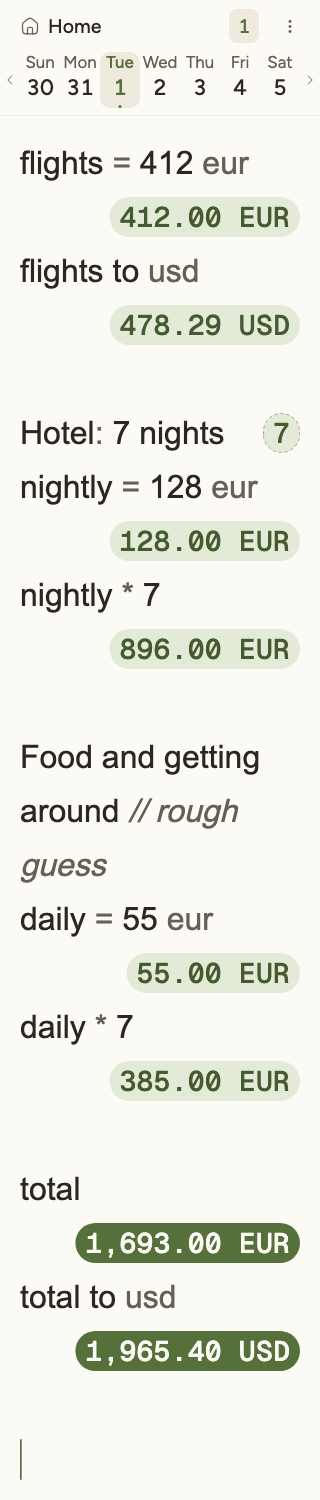 Home 1
Sun Mon Tue Wed Thu Fri Sat
30 31 1 2 3 4 5
flights = 412 eur
412.00 EUR
flights to usd
478.29 USD
Hotel: 7 nights 7
nightly = 128 eur
128.00 EUR
nightly * 7
896.00 EUR
Food and getting
around // rough
guess
daily = 55 eur
55.00 EUR
daily * 7
385.00 EUR
total
1,693.00 EUR
total to usd
1,965.40 USD